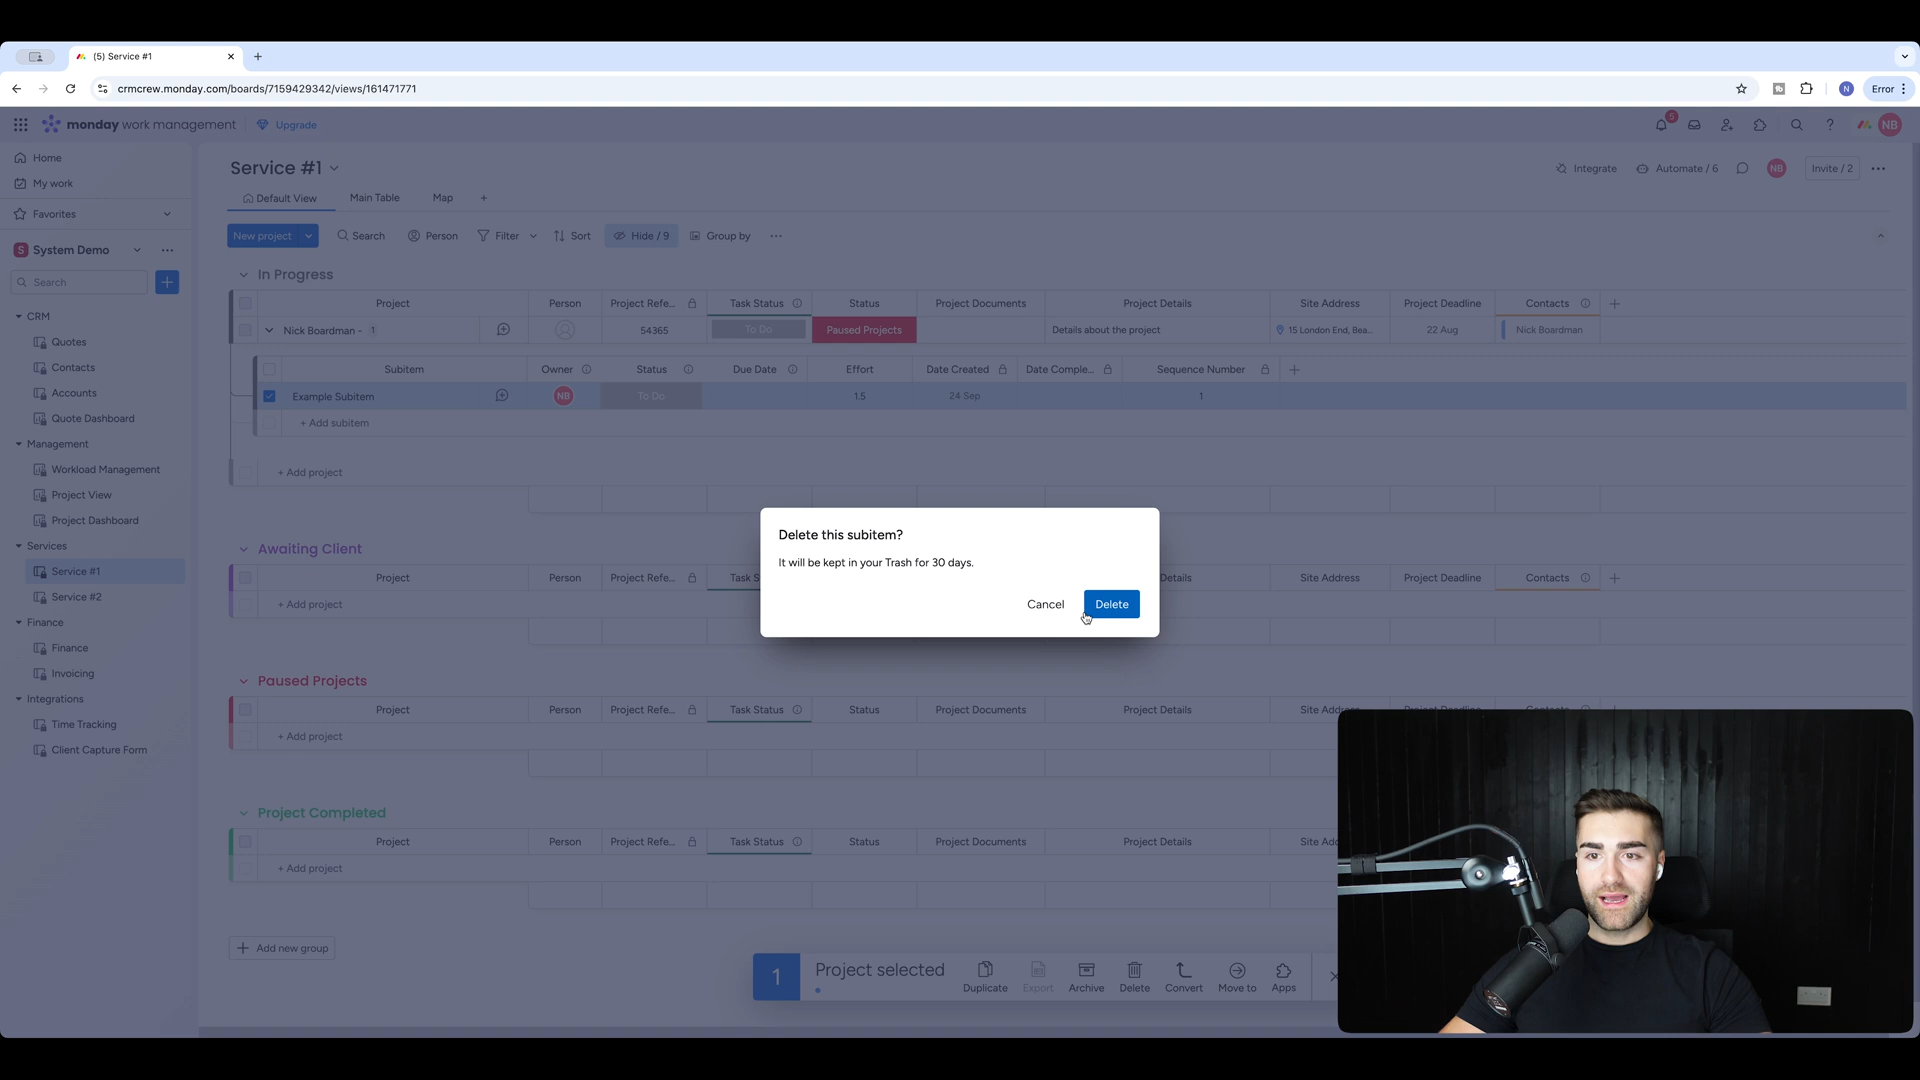 (5) Service #1
crmcrew.monday.com/boards/7159429342/views/161471771
N
Error
monday work management
Upgrade
5
NB
Home
My work
Favorites
S System Demo
Search
CRM
Quotes
Contacts
Accounts
Quote Dashboard
Management
Workload Management
Project View
Project Dashboard
Services
Service #1
Service #2
Finance
Finance
Invoicing
Integrations
Time Tracking
Client Capture Form
Service #1
Integrate
Automate / 6
NB
Invite / 2
Default View
Main Table
Map
New project
Search
Person
Filter
Sort
Hide / 9
Group by
In Progress
Project Person Project Refe... Task Status Status Project Documents Project Details Site Address Project Deadline Contacts
Nick Boardman - 1 54365 To Do Paused Projects Details about the project 15 London End, Bea... 22 Aug Nick Boardman
Subitem Owner Status Due Date Effort Date Created Date Comple... Sequence Number
Example Subitem NB To Do 1.5 24 Sep 1
+ Add subitem
+ Add project
Delete this subitem?
It will be kept in your Trash for 30 days.
Cancel
Delete
Awaiting Client
Project Person Project Refe... Task S Details Site Address Project Deadline Contacts
+ Add project
Paused Projects
Project Person Project Refe... Task Status Status Project Documents Project Details Site Address Project Deadline Contacts
+ Add project
Project Completed
Project Person Project Refe... Task Status Status Project Documents Project Details Site Add
+ Add project
Add new group
1
Project selected
Duplicate
Export
Archive
Delete
Convert
Move to
Apps